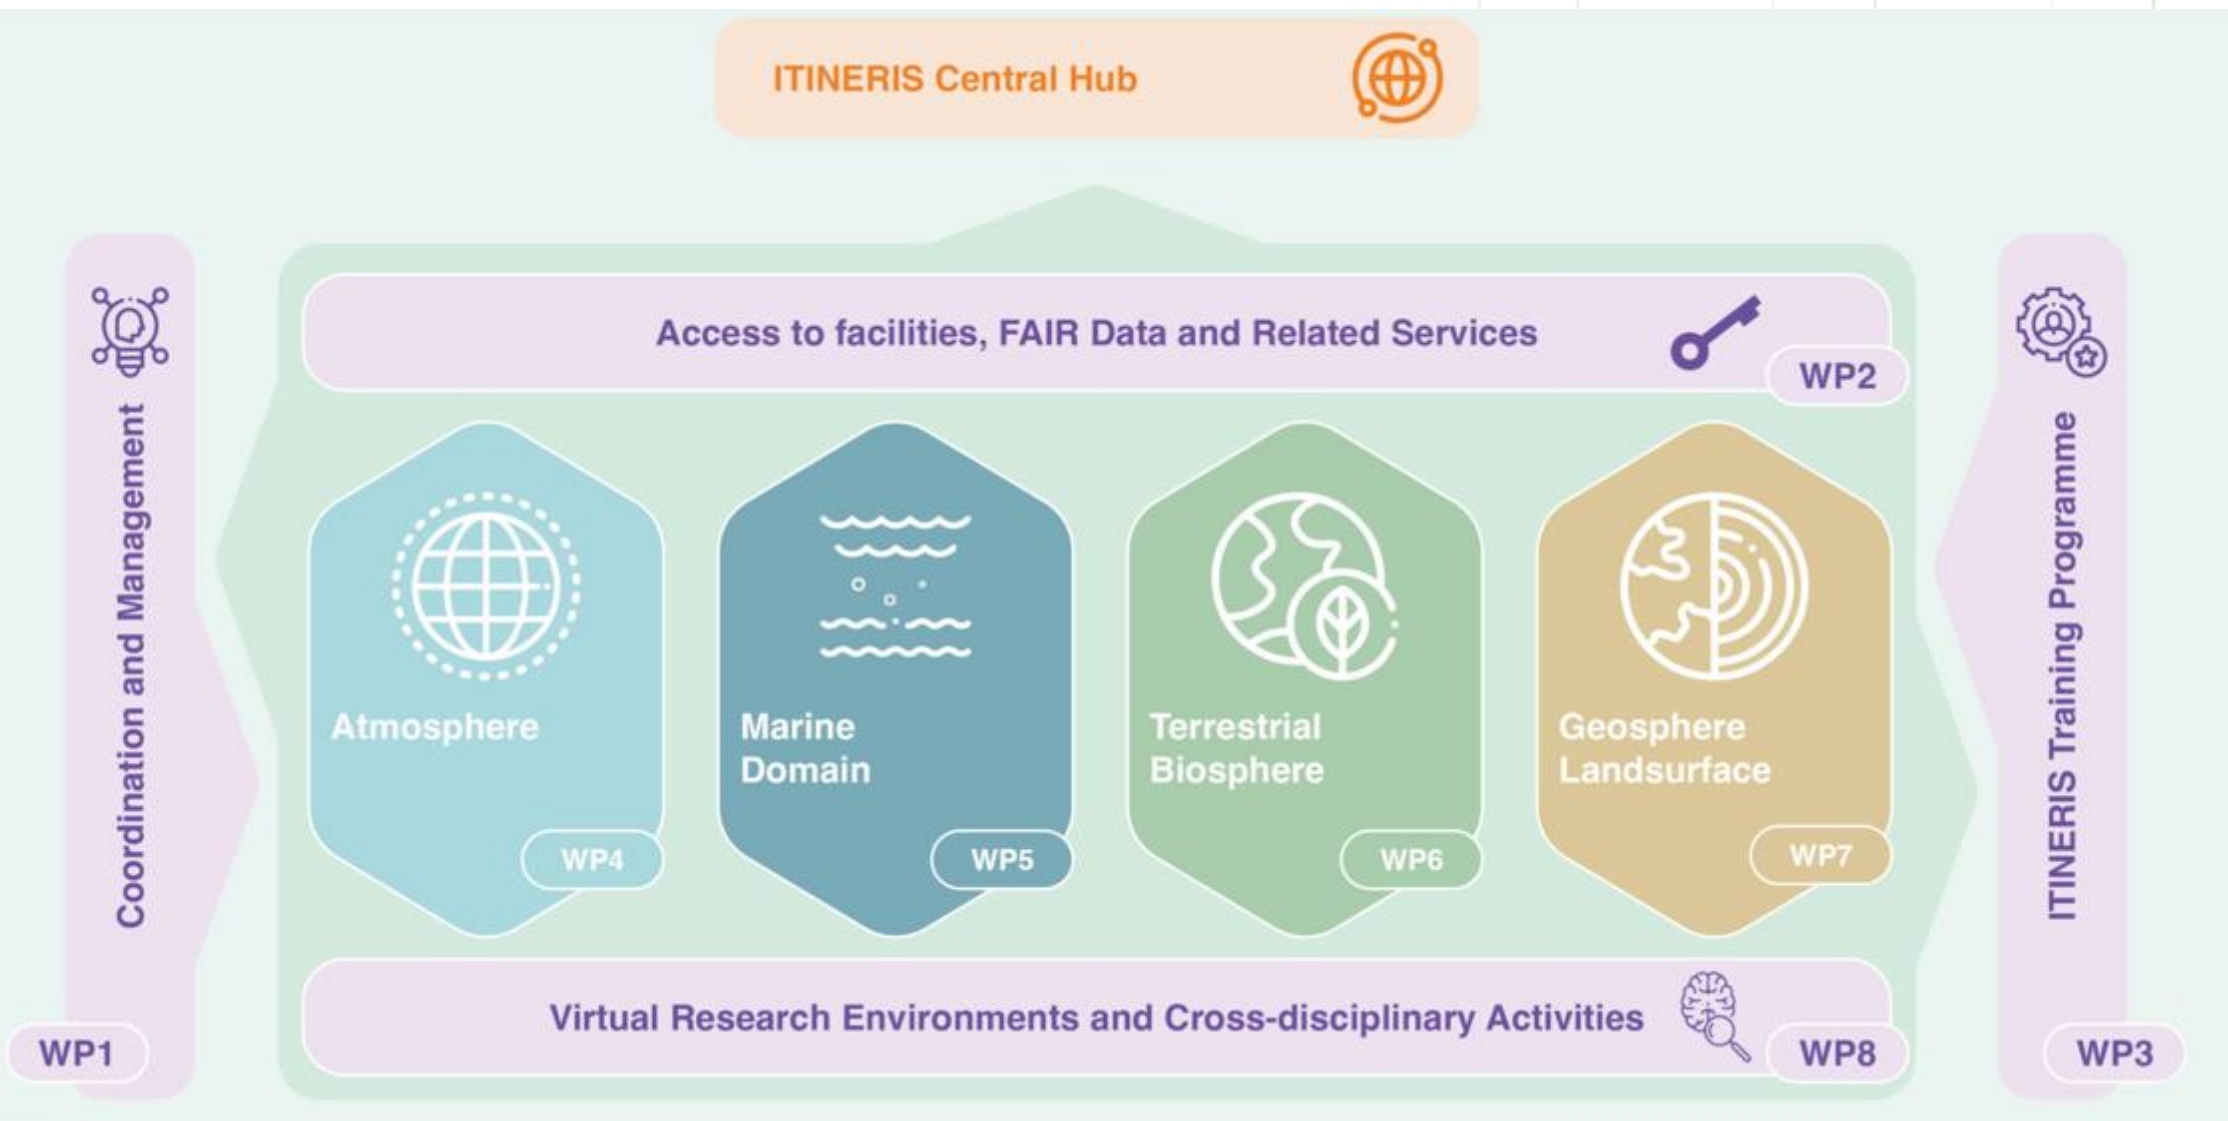 ITINERIS Central Hub
Coordination and Management
WP1
Access to facilities, FAIR Data and Related Services
WP2
Atmosphere
WP4
Marine
Domain
WP5
Terrestrial
Biosphere
WP6
Geosphere
Landsurface
WP7
Virtual Research Environments and Cross-disciplinary Activities
WP8
ITINERIS Training Programme
WP3